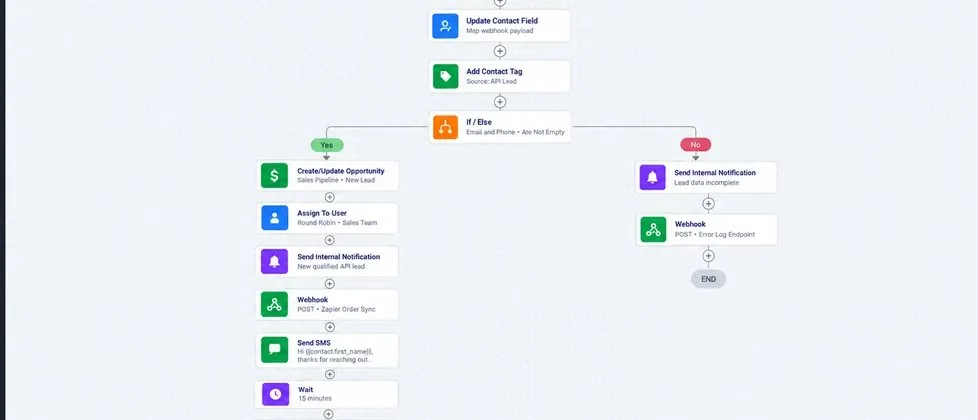 Update Contact Field
Map webhook payload
Add Contact Tag
Source: API Lead
If / Else
Email and Phone • Are Not Empty
Yes
No
Create/Update Opportunity
Sales Pipeline • New Lead
Assign To User
Round Robin • Sales Team
Send Internal Notification
New qualified API lead
Webhook
POST • Zapier Order Sync
Send SMS
Hi {{contact.first_name}},
thanks for reaching out...
Wait
15 minutes
Send Internal Notification
Lead data incomplete
Webhook
POST • Error Log Endpoint
END